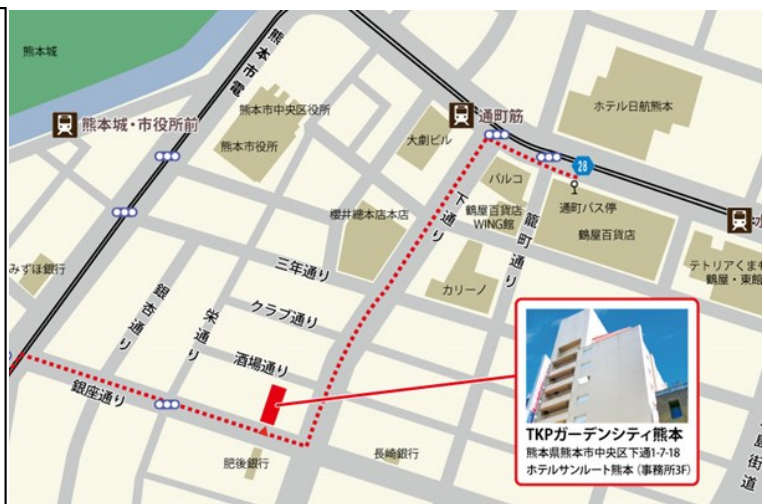 熊本城
熊本市電
熊本城・市役所前
熊本市中央区役所
熊本市役所
大劇ビル
通町筋
ホテル日航熊本
28
パルコ
通町バス停
鶴屋百貨店
WING館
鶴屋百貨店
下通り
籠町通り
櫻井總本店本店
三年通り
カリーノ
テトリアくまも
鶴屋・東館
みずほ銀行
銀杏通り
栄通り
クラブ通り
酒場通り
銀座通り
肥後銀行
長崎銀行
TKPガーデンシティ熊本
熊本県熊本市中央区下通1-7-18
ホテルサンルート熊本（事務所3F）
街道